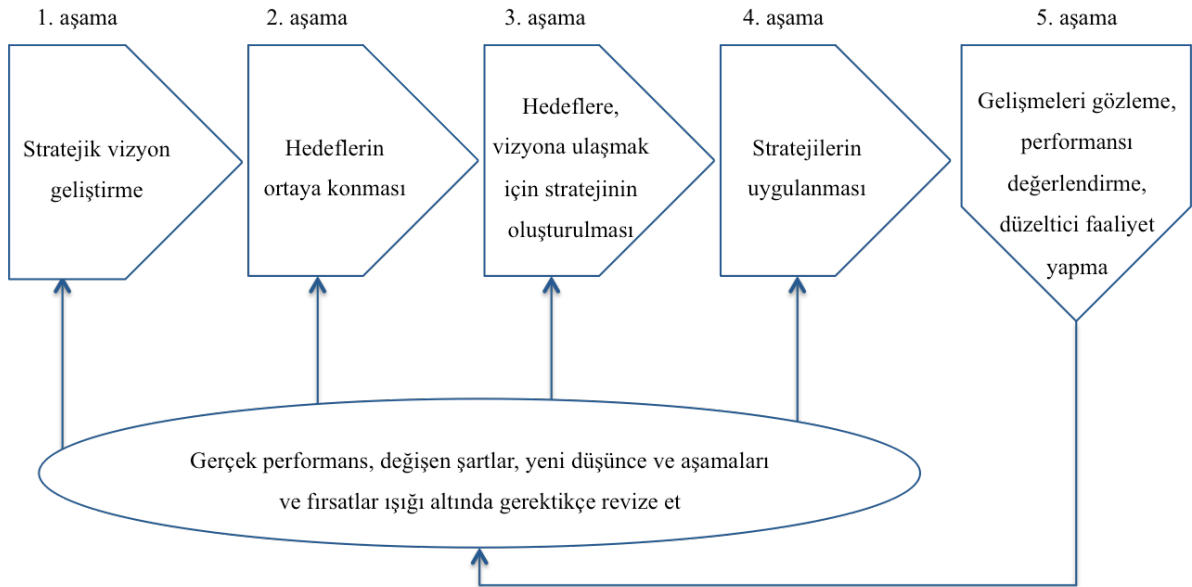 1. aşama
2. aşama
3. aşama
4. aşama
5. aşama
Stratejik vizyon
geliştirme
Hedeflerin
ortaya konması
Hedeflere,
vizyona ulaşmak
için stratejinin
oluşturulması
Stratejilerin
uygulanması
Gelişmeleri gözleme,
performansı
değerlendirme,
düzeltici faaliyet
yapma
Gerçek performans, değişen şartlar, yeni düşünce ve aşamaları
ve fırsatlar ışığı altında gerektikçe revize et